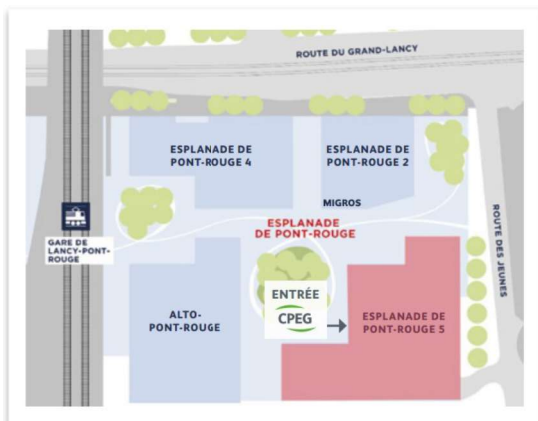 ROUTE DU GRAND-LANCY
ESPLANADE DE
PONT-ROUGE 4
ESPLANADE DE
PONT-ROUGE 2
MIGROS
ESPLANADE
DE PONT-ROUGE
GARE DE
LANCY-PONT-
ROUGE
ROUTE DES JEUNES
ALTO-
PONT-ROUGE
ENTRÉE
CPEG
ESPLANADE DE
PONT-ROUGE 5